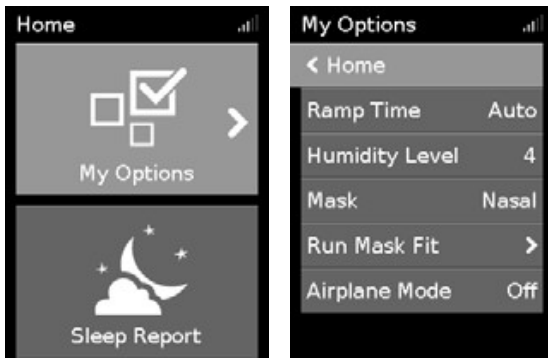 Home
My Options
Sleep Report
My Options
< Home
Ramp Time Auto
Humidity Level 4
Mask Nasal
Run Mask Fit >
Airplane Mode Off